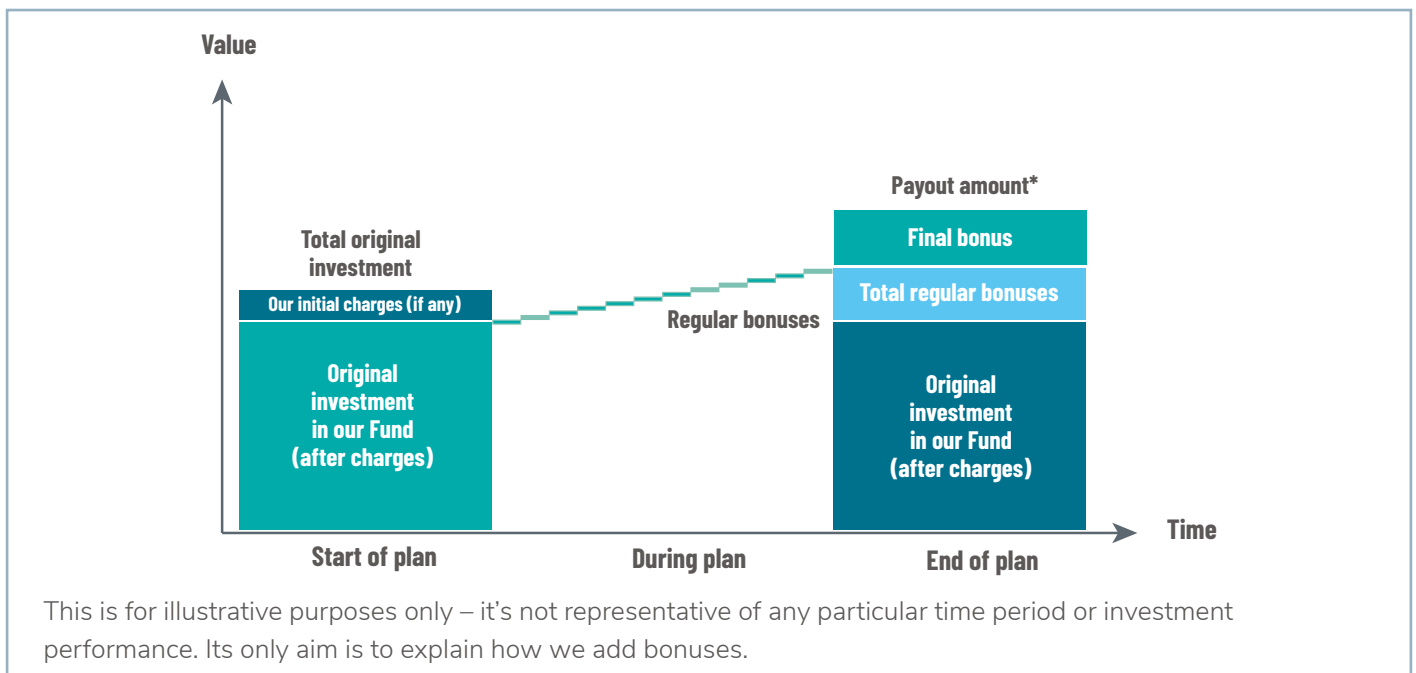 Value
Payout amount*
Final bonus
Total original
investment
Our initial charges (if any)
Total regular bonuses
Regular bonuses
Original
investment
in our Fund
(after charges)
Original
investment
in our Fund
(after charges)
Time
Start of plan
During plan
End of plan
This is for illustrative purposes only – it’s not representative of any particular time period or investment
performance. Its only aim is to explain how we add bonuses.